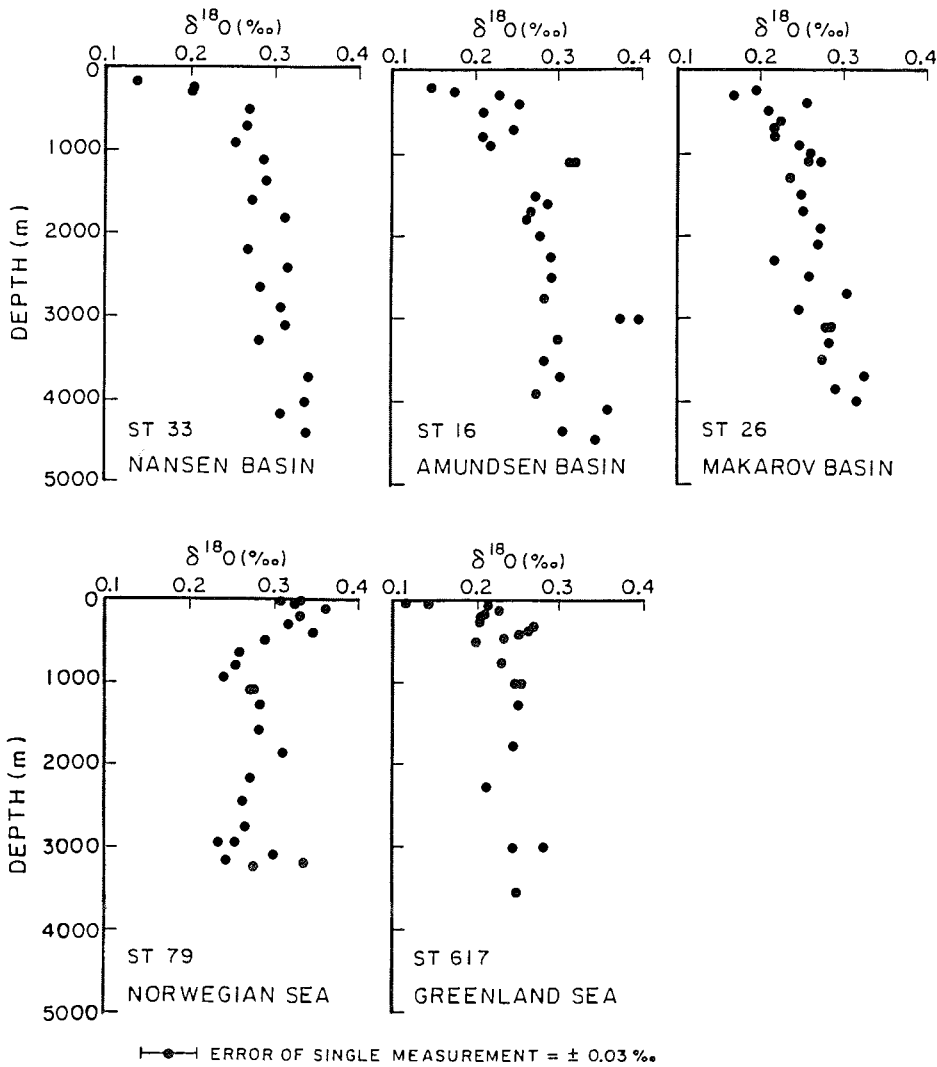 δ18O(‰) δ18O(‰) δ18O(‰)
0.1 0.2 0.3 0.4 0.1 0.2 0.3 0.4 0.1 0.2 0.3 0.4
0
1000
2000
3000
4000
5000
DEPTH (m)
ST 33 ST 16 ST 26
NANSEN BASIN AMUNDSEN BASIN MAKAROV BASIN
δ18O(‰) δ18O(‰)
0.1 0.2 0.3 0.4 0.1 0.2 0.3 0.4
0
1000
2000
3000
4000
5000
DEPTH (m)
ST 79 ST 617
NORWEGIAN SEA GREENLAND SEA
ERROR OF SINGLE MEASUREMENT = ± 0.03 ‰